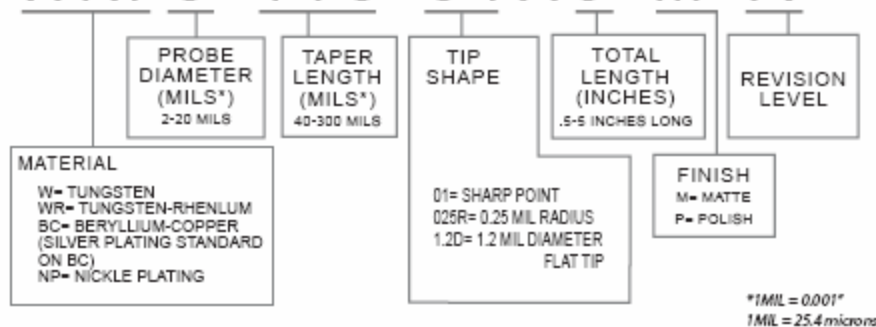 PROBE
DIAMETER
(MILS*)
2-20 MILS
TAPER
LENGTH
(MILS*)
40-300 MILS
TIP
SHAPE
01= SHARP POINT
025R= 0.25 MIL RADIUS
1.2D= 1.2 MIL DIAMETER
FLAT TIP
TOTAL
LENGTH
(INCHES)
.5-5 INCHES LONG
REVISION
LEVEL
MATERIAL
W= TUNGSTEN
WR= TUNGSTEN-RHENLUM
BC= BERYLLIUM-COPPER
(SILVER PLATING STANDARD
ON BC)
NP= NICKLE PLATING
FINISH
M= MATTE
P= POLISH
*1MIL = 0.001"
1MIL = 25.4 microns